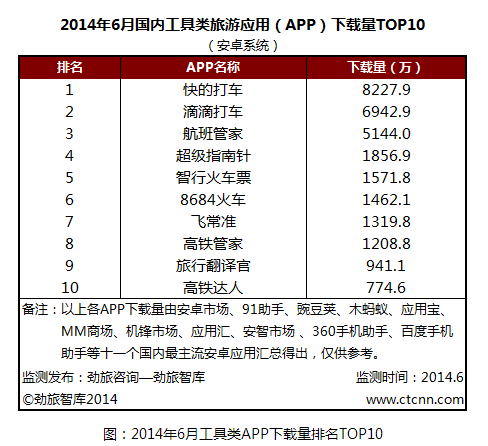 2014年6月国内工具类旅游应用（APP）下载量TOP10
（安卓系统）
排名 APP名称 下载量（万）
1 快的打车 8227.9
2 滴滴打车 6942.9
3 航班管家 5144.0
4 超级指南针 1856.9
5 智行火车票 1571.8
6 8684火车 1462.1
7 飞常准 1319.8
8 高铁管家 1208.8
9 旅行翻译官 941.1
10 高铁达人 774.6
备注：以上各APP下载量由安卓市场、91助手、豌豆荚、木蚂蚁、应用宝、
MM商场、机锋市场、应用汇、安智市场 、360手机助手、百度手机
助手等十一个国内最主流安卓应用汇总得出，仅供参考。
监测发布：劲旅咨询—劲旅智库 监测时间：2014.6
©劲旅智库2014 www.ctcnn.com
图：2014年6月工具类APP下载量排名TOP10